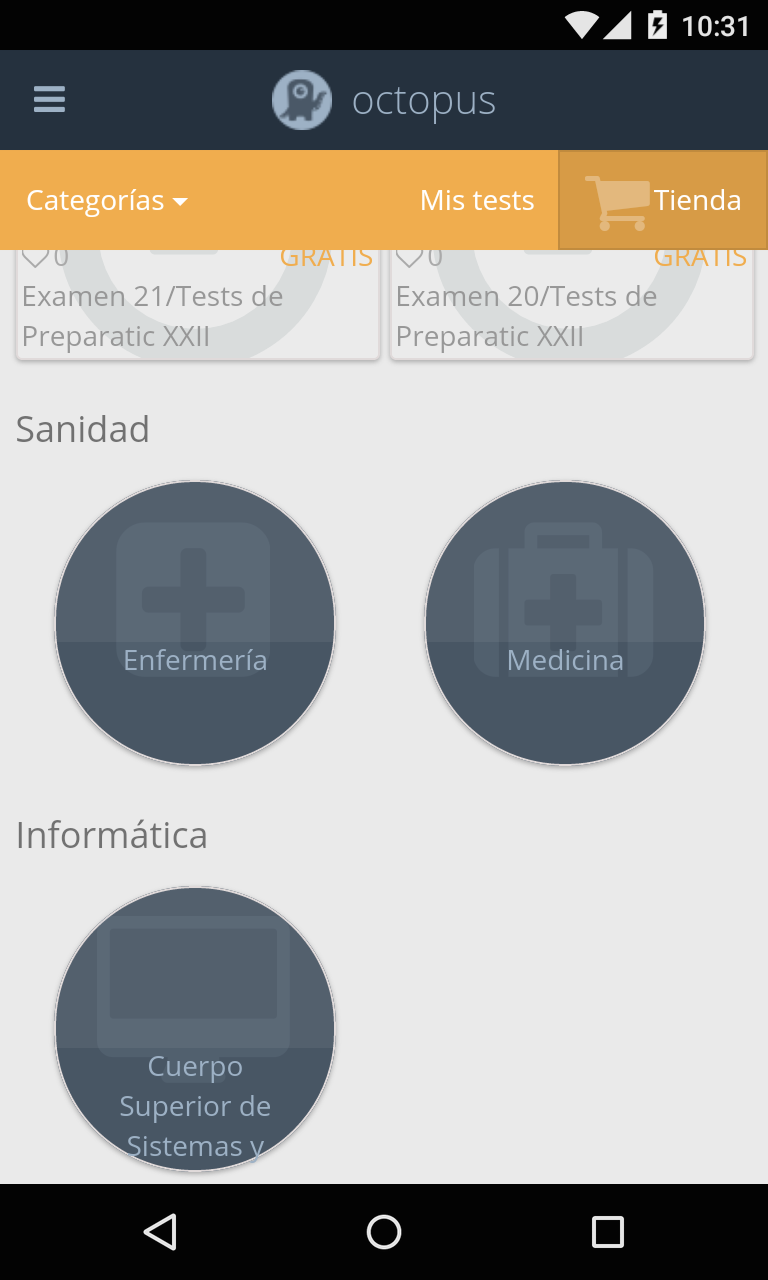 10:31
octopus
Categorías
Mis tests
Tienda
0
GRATIS
0
GRATIS
Examen 21/Tests de
Preparatic XXII
Examen 20/Tests de
Preparatic XXII
Sanidad
Enfermería
Medicina
Informática
Cuerpo
Superior de
Sistemas y